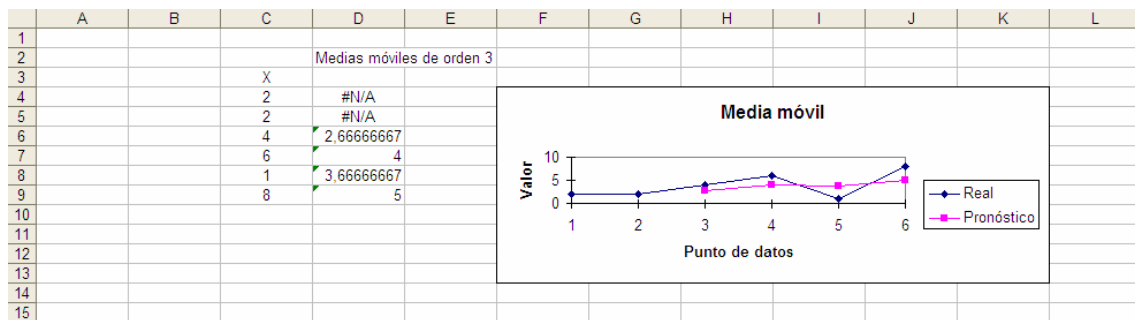 A B C D E F G H I J K L
1
2 Medias móviles de orden 3
3 X
4 2 #N/A
5 2 #N/A
6 4 2,66666667
7 6 4
8 1 3,66666667
9 8 5
10
11
12
13
14
15
Media móvil
Valor
10
5
0
1 2 3 4 5 6
Punto de datos
Real
Pronóstico